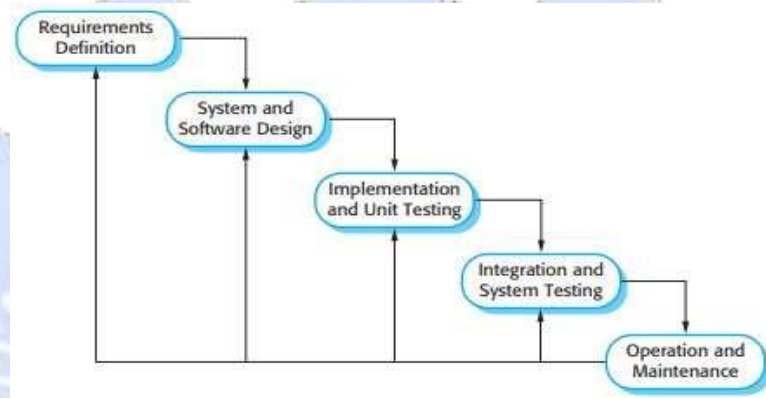 Requirements
Definition
System and
Software Design
Implementation
and Unit Testing
Integration and
System Testing
Operation and
Maintenance